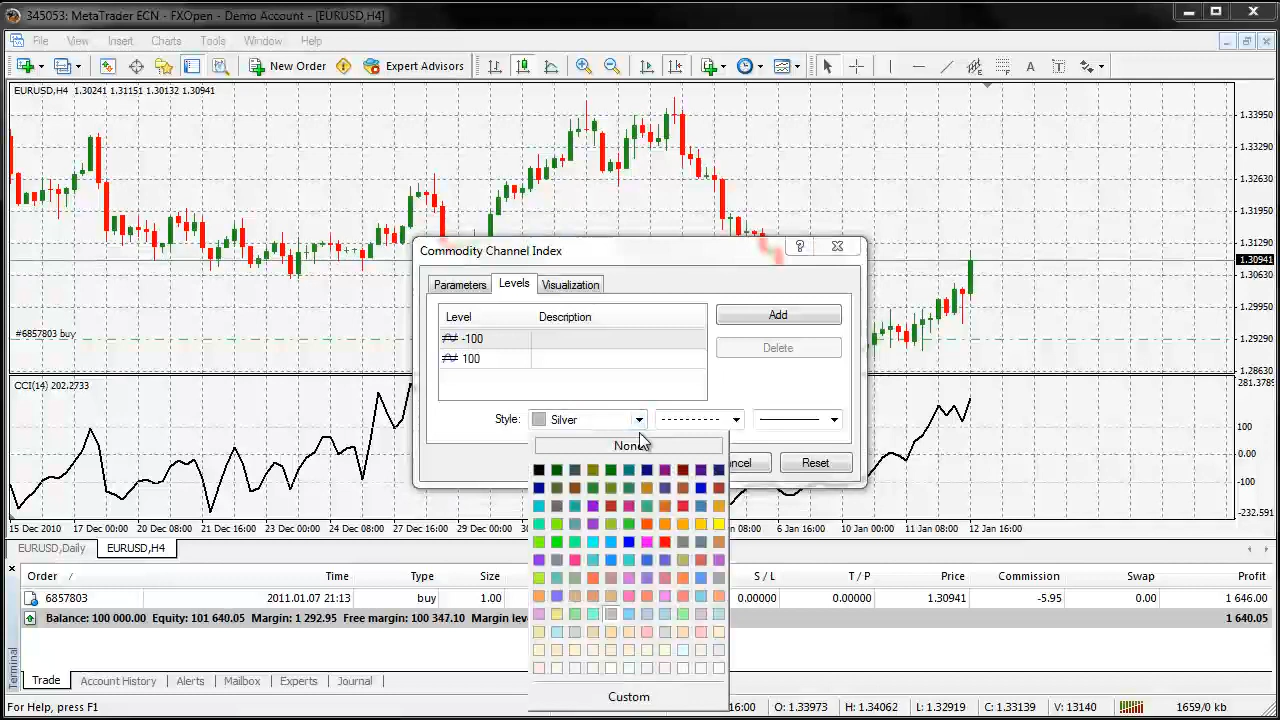 345053: MetaTrader ECN - FXOpen - Demo Account - [EURUSD,H4]
File View Insert Charts Tools Window Help
New Order Expert Advisors A T
EURUSD,H4 1.30241 1.31151 1.30132 1.30941
1.33950
1.33290
1.32630
1.31950
1.31290
1.30941
1.30630
1.29950
1.29290
1.28630
#6857803 buy
Commodity Channel Index ?
Parameters Levels Visualization
Level Description
-100
100
Add
Delete
Style: Silver
None
Reset
Custom
CCI(14) 202.2733
281.3789
100
0
-100
-232.591
15 Dec 2010 17 Dec 00:00 20 Dec 08:00 21 Dec 16:00 23 Dec 00:00 24 Dec 08:00 27 Dec 16:00 29 Dec 00:00 08:00 6 Jan 16:00 10 Jan 00:00 11 Jan 08:00 12 Jan 16:00
EURUSD,Daily EURUSD,H4
Order / Time Type Size S / L T / P Price Commission Swap Profit
6857803 2011.01.07 21:13 buy 1.00 0.00000 0.00000 1.30941 -5.95 0.00 1 646.00
Balance: 100 000.00 Equity: 101 640.05 Margin: 1 292.95 Free margin: 100 347.10 Margin 1 640.05
Terminal
Trade Account History Alerts Mailbox Experts Journal
For Help, press F1 16:00 O: 1.33973 H: 1.34062 L: 1.32919 C: 1.33139 V: 13140 1659/0 kb